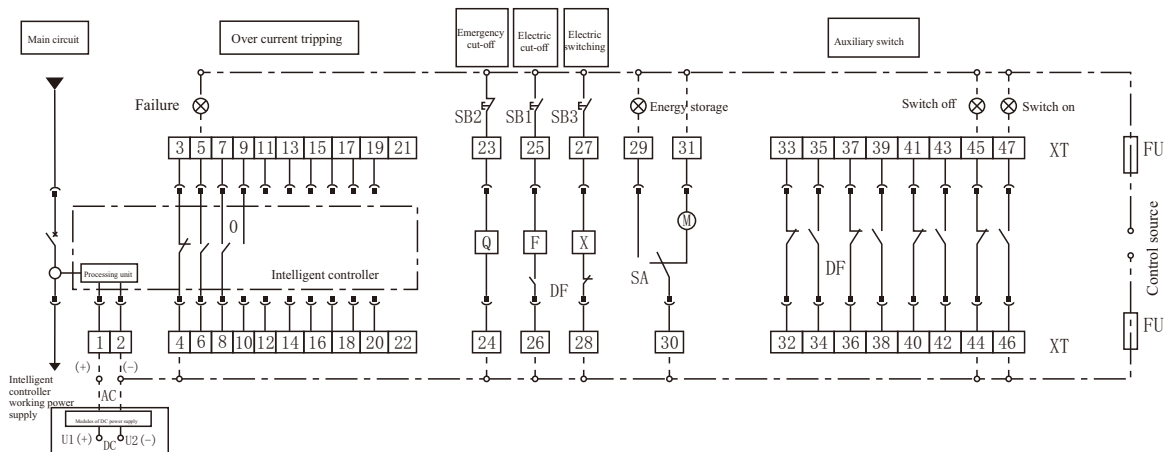 Main circuit
Over current tripping
Emergency
cut-off
Electric
cut-off
Electric
switching
Auxiliary switch
Failure
SB2
SB1
SB3
Energy storage
Switch off
Switch on
3 5 7 9 11 13 15 17 19 21
23
25
27
29
31
33 35 37 39 41 43 45 47
XT
FU
O
Q
F
X
M
Processing unit
Intelligent controller
DF
SA
DF
Control source
1 2
4 6 8 10 12 14 16 18 20 22
24
26
28
30
32 34 36 38 40 42 44 46
XT
FU
(+)
(-)
Intelligent
controller
working power
supply
AC
Modules of DC power supply
U1(+)
DC
U2(-)